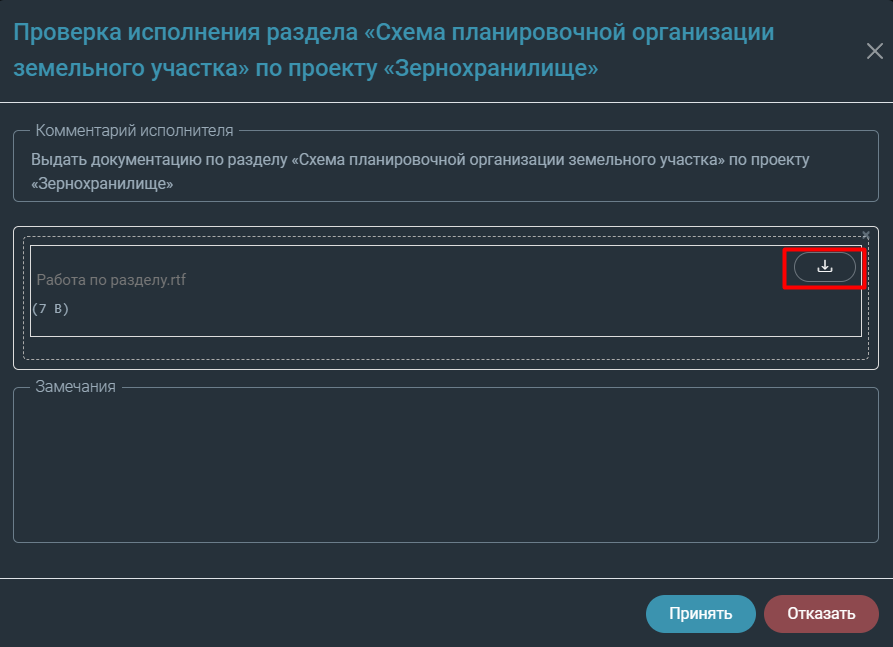 Проверка исполнения раздела «Схема планировочной организации
земельного участка» по проекту «Зернохранилище»
Комментарий исполнителя
Выдать документацию по разделу «Схема планировочной организации земельного участка» по проекту
«Зернохранилище»
Работа по разделу.rtf
(7 B)
Замечания
Принять
Отказать